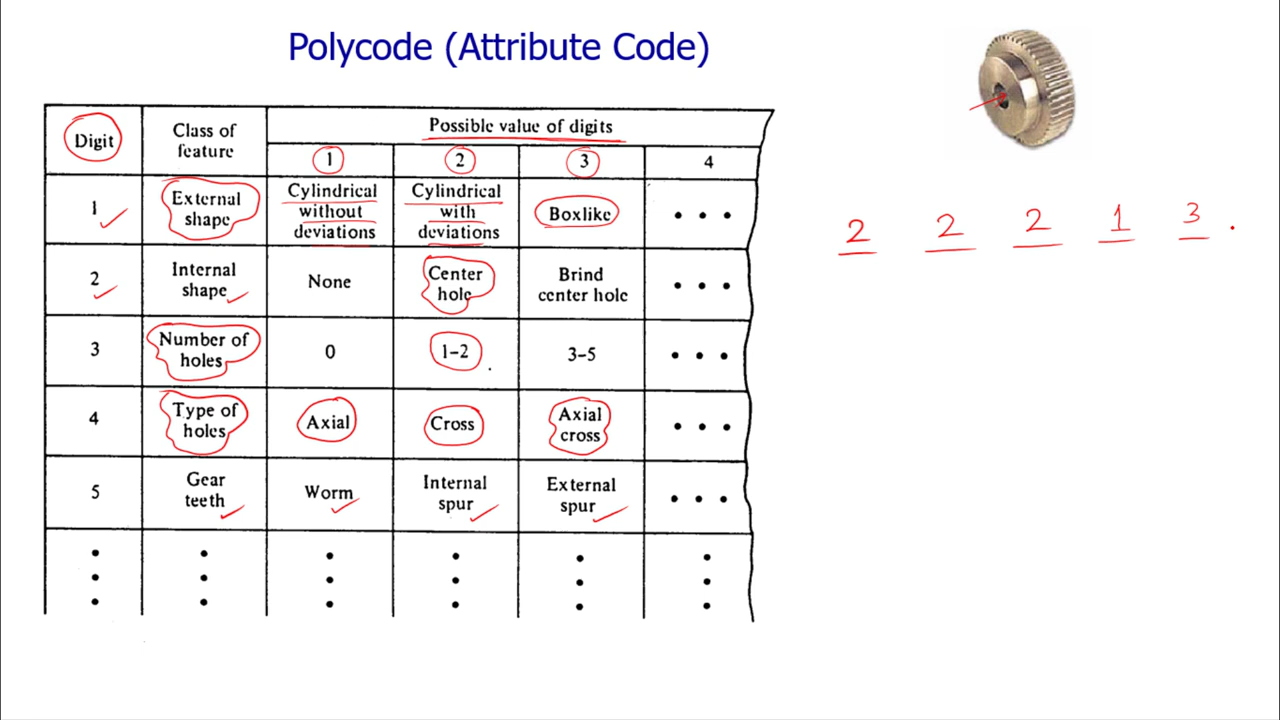 Polycode (Attribute Code)
Digit
Class of
feature
Possible value of digits
1
2
3
4
1
External
shape
Cylindrical
without
deviations
Cylindrical
with
deviations
Boxlike
• • •
2
Internal
shape
None
Center
hole
Brind
center hole
• • •
3
Number of
holes
0
1–2
3–5
• • •
4
Type of
holes
Axial
Cross
Axial
cross
• • •
5
Gear
teeth
Worm
Internal
spur
External
spur
• • •
2 2 2 1 3 .